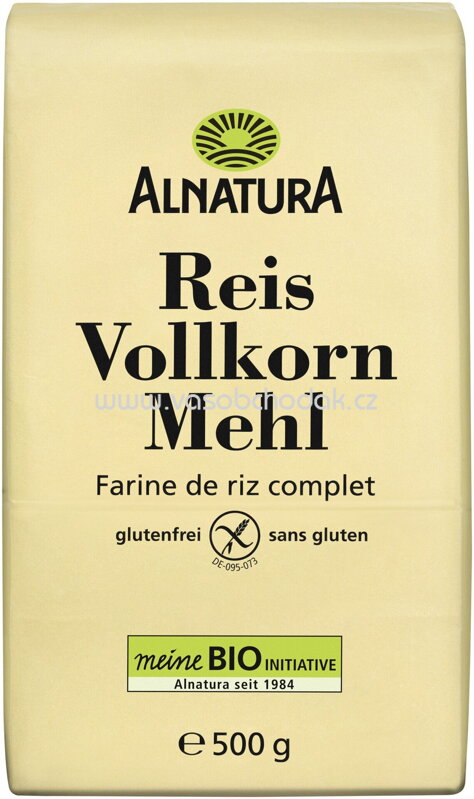 ALNATURA
Reis
Vollkorn
www.vasobchodak.cz
Mehl
Farine de riz complet
glutenfrei sans gluten
DE-095-073
meine BIO INITIATIVE
Alnatura seit 1984
℮ 500 g